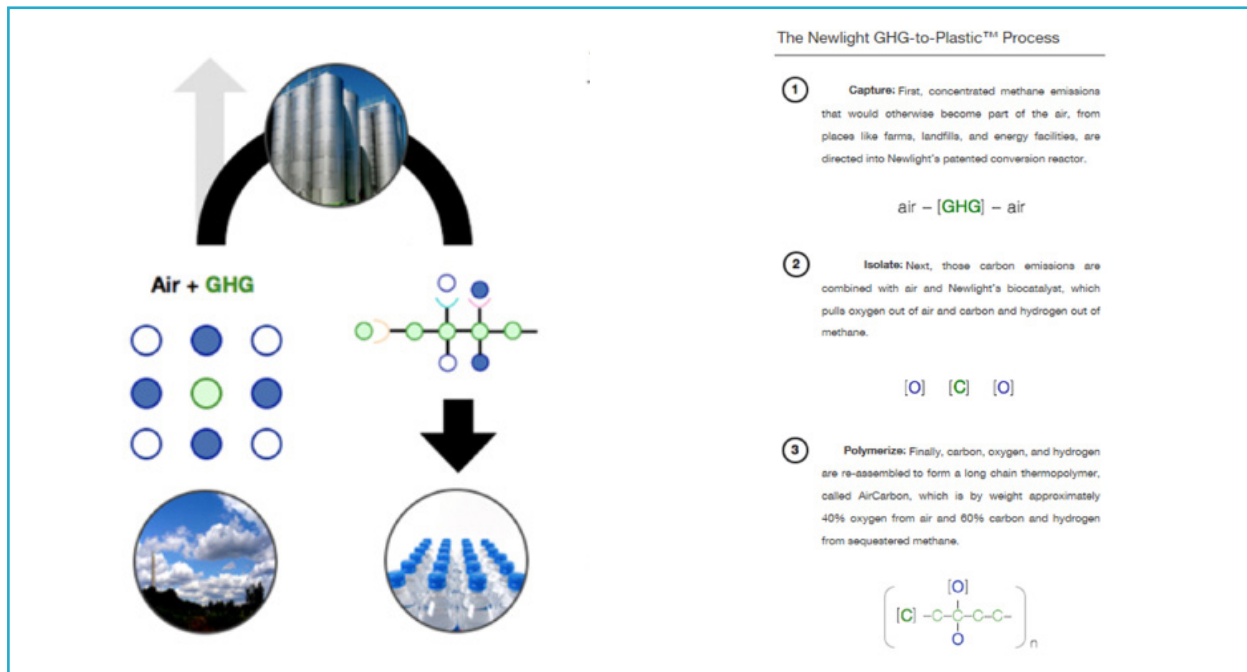 Air + GHG
The Newlight GHG-to-Plastic™ Process
1
Capture: First, concentrated methane emissions
that would otherwise become part of the air, from
places like farms, landfills, and energy facilities, are
directed into Newlight's patented conversion reactor.
air – [GHG] – air
2
Isolate: Next, those carbon emissions are
combined with air and Newlight's biocatalyst, which
pulls oxygen out of air and carbon and hydrogen out of
methane.
[O] [C] [O]
3
Polymerize: Finally, carbon, oxygen, and hydrogen
are re-assembled to form a long chain thermopolymer,
called AirCarbon, which is by weight approximately
40% oxygen from air and 60% carbon and hydrogen
from sequestered methane.
[O]
[C] -C-C-C-C-
O
n